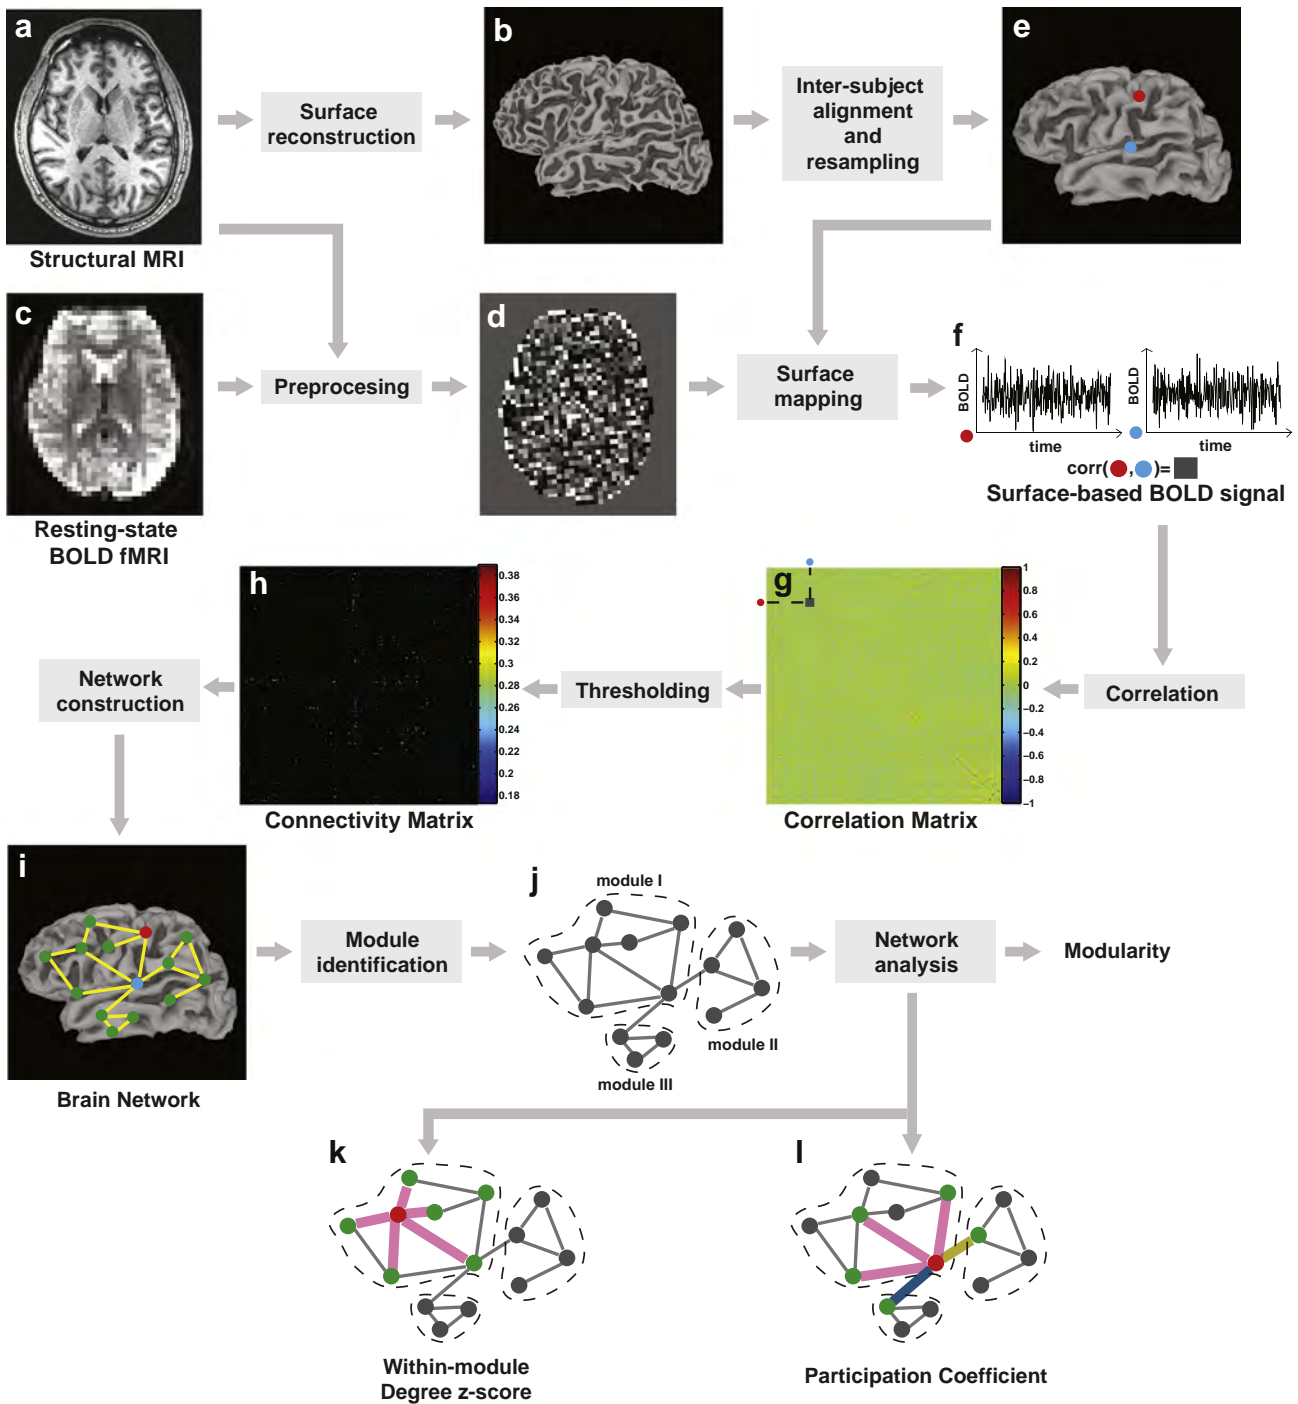 a
Surface
reconstruction
b
Inter-subject
alignment
and
resampling
e
Structural MRI
c
Preprocesing
d
Surface
mapping
f
BOLD
time
BOLD
time
corr( , )=
Surface-based BOLD signal
Resting-state
BOLD fMRI
Network
construction
h
0.38
0.36
0.34
0.32
0.3
0.28
0.26
0.24
0.22
0.2
0.18
Connectivity Matrix
Thresholding
g
1
0.8
0.6
0.4
0.2
0
−0.2
−0.4
−0.6
−0.8
−1
Correlation Matrix
Correlation
i
Brain Network
Module
identification
j
module I
module II
module III
Network
analysis
Modularity
k
Within-module
Degree z-score
l
Participation Coefficient